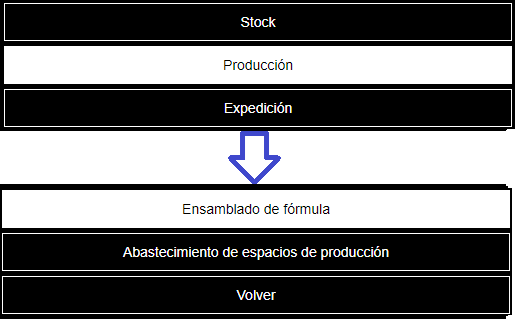 Stock
Producción
Expedición
Ensamblado de fórmula
Abastecimiento de espacios de producción
Volver